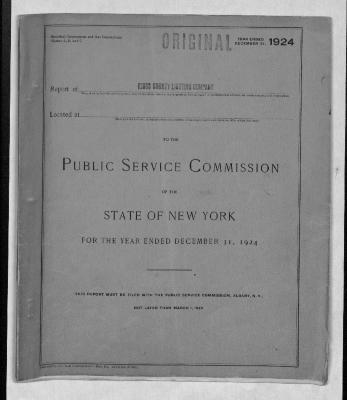 ORIGINAL
YEAR ENDED
DECEMBER 31, 1924
Report of KINGS COUNTY LIGHTING COMPANY
Located at
TO THE
PUBLIC SERVICE COMMISSION
OF THE
STATE OF NEW YORK
FOR THE YEAR ENDED DECEMBER 31, 1924
THIS REPORT MUST BE FILED WITH THE PUBLIC SERVICE COMMISSION, ALBANY, N. Y.,
NOT LATER THAN MARCH 1, 1925